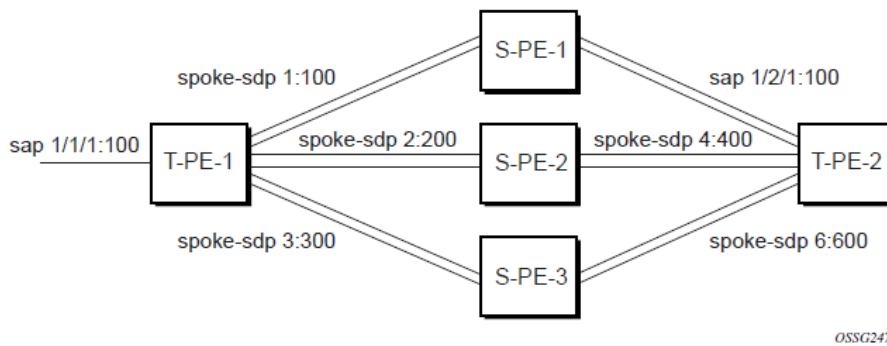 S-PE-1
spoke-sdp 1:100
sap 1/2/1:100
sap 1/1/1:100
T-PE-1
spoke-sdp 2:200
S-PE-2
spoke-sdp 4:400
T-PE-2
spoke-sdp 3:300
S-PE-3
spoke-sdp 6:600
OSSG247